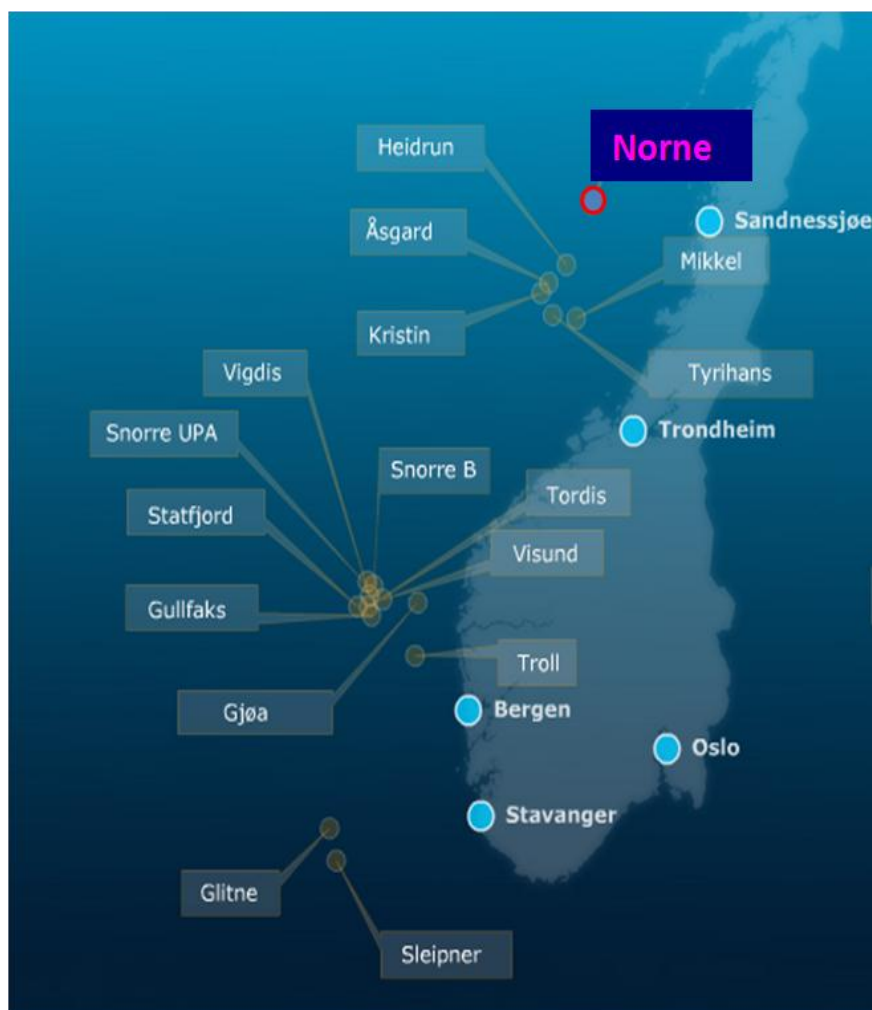 Norne
Heidrun
Sandnessjøe
Åsgard
Mikkel
Kristin
Tyrihans
Vigdis
Trondheim
Snorre UPA
Snorre B
Tordis
Statfjord
Visund
Gullfaks
Troll
Gjøa
Bergen
Oslo
Stavanger
Glitne
Sleipner